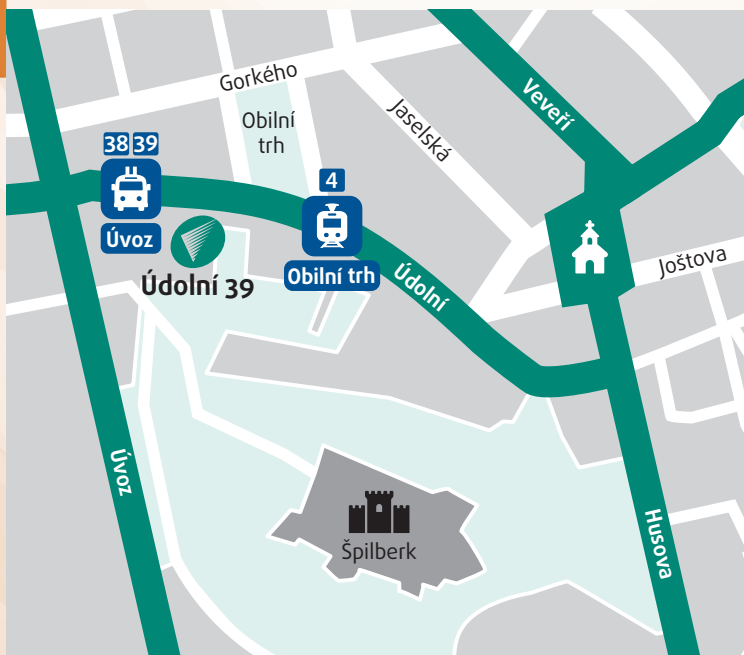 Gorkého
Obilní
trh
Jaselská
Veveří
38 39
Úvoz
4
Obilní trh
Údolní 39
Údolní
Joštova
Úvoz
Špilberk
Husova